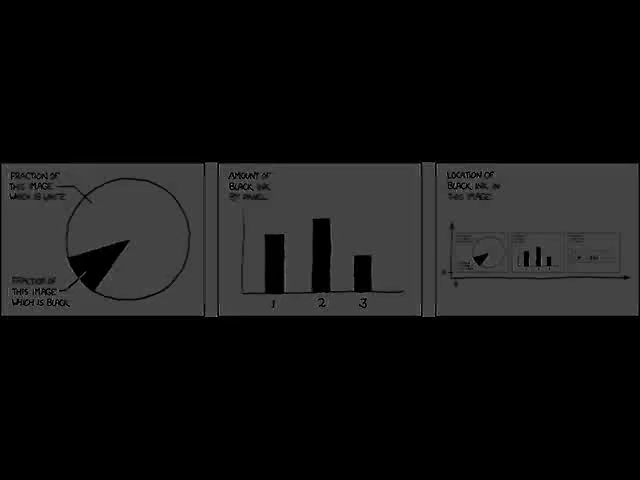 FRACTION OF
THIS IMAGE
WHICH IS WHITE
FRACTION OF
THIS IMAGE
WHICH IS BLACK
AMOUNT OF
BLACK INK
BY PANEL
1 2 3
LOCATION OF
BLACK INK IN
THIS IMAGE